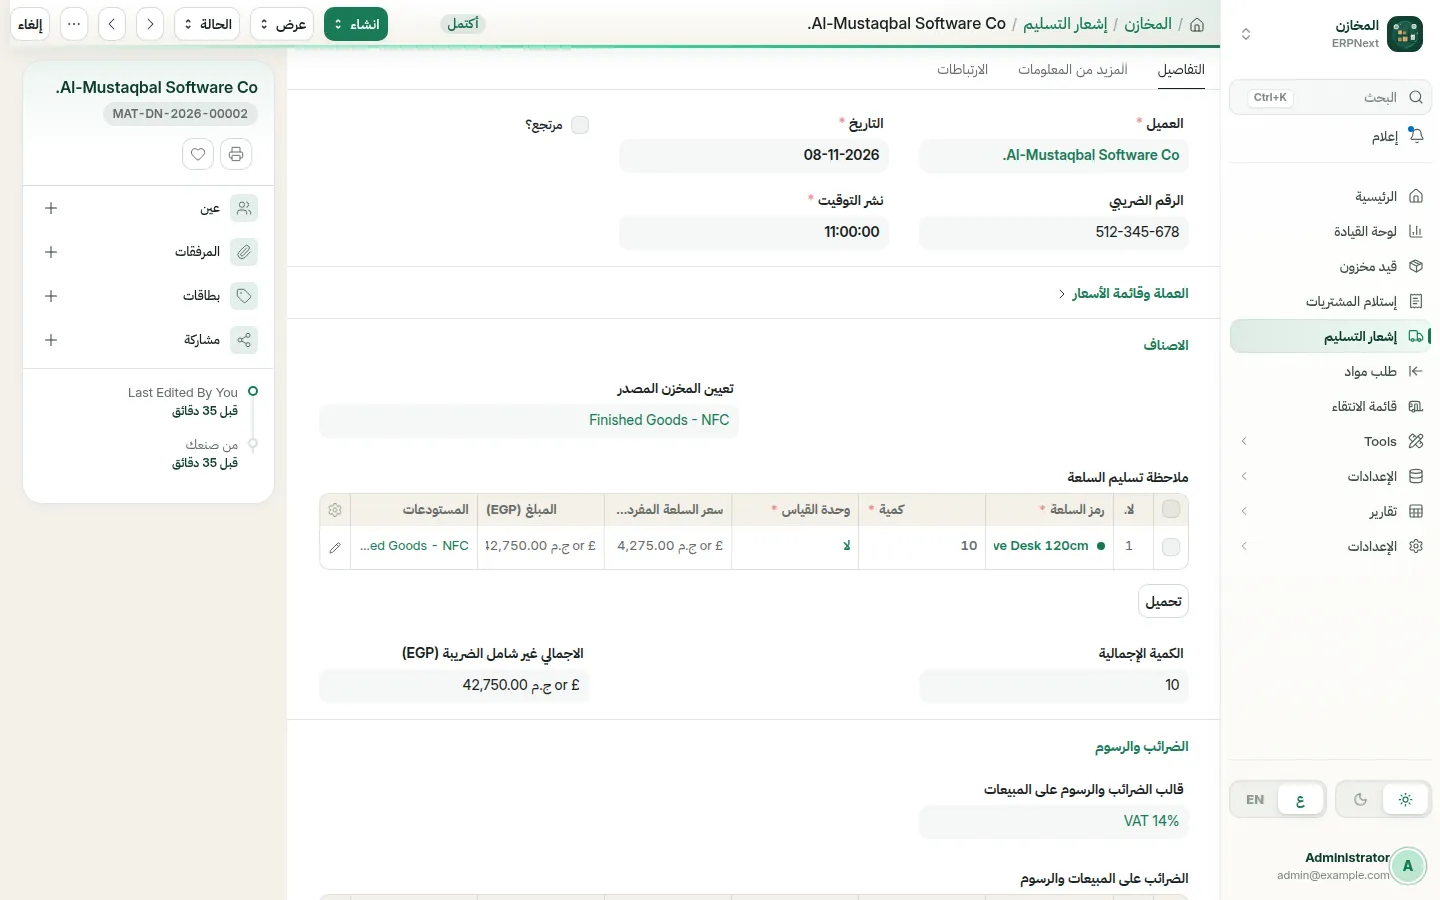 المخازن
ERPNext
البحث
Ctrl+K
إعلام
الرئيسية
لوحة القيادة
قيد مخزون
إستلام المشتريات
إشعار التسليم
طلب مواد
قائمة الانتقاء
Tools
الإعدادات
تقارير
الإعدادات
ع
EN
Administrator
admin@example.com
A
المخازن / إشعار التسليم / Al-Mustaqbal Software Co.
أكتمل
انشاء
عرض
الحالة
إلغاء
التفاصيل
المزيد من المعلومات
الارتباطات
العميل *
Al-Mustaqbal Software Co.
التاريخ *
08-11-2026
مرتجع؟
الرقم الضريبي
512-345-678
نشر التوقيت *
11:00:00
العملة وقائمة الأسعار
الاصناف
تعيين المخزن المصدر
Finished Goods - NFC
ملاحظة تسليم السلعة
لا.
رمز السلعة *
كمية *
وحدة القياس *
سعر السلعة المفرد...
المبلغ (EGP)
المستودعات
1
ve Desk 120cm
10
لا
£ or ج.م 4,275.00
£ or ج.م 42,750.00
ed Goods - NFC...
تحميل
الكمية الإجمالية
10
الاجمالي غير شامل الضريبة (EGP)
£ or ج.م 42,750.00
الضرائب والرسوم
قالب الضرائب والرسوم على المبيعات
VAT 14%
الضرائب على المبيعات والرسوم
Al-Mustaqbal Software Co.
MAT-DN-2026-00002
عين
المرفقات
بطاقات
مشاركة
Last Edited By You
قبل 35 دقائق
من صنعك
قبل 35 دقائق